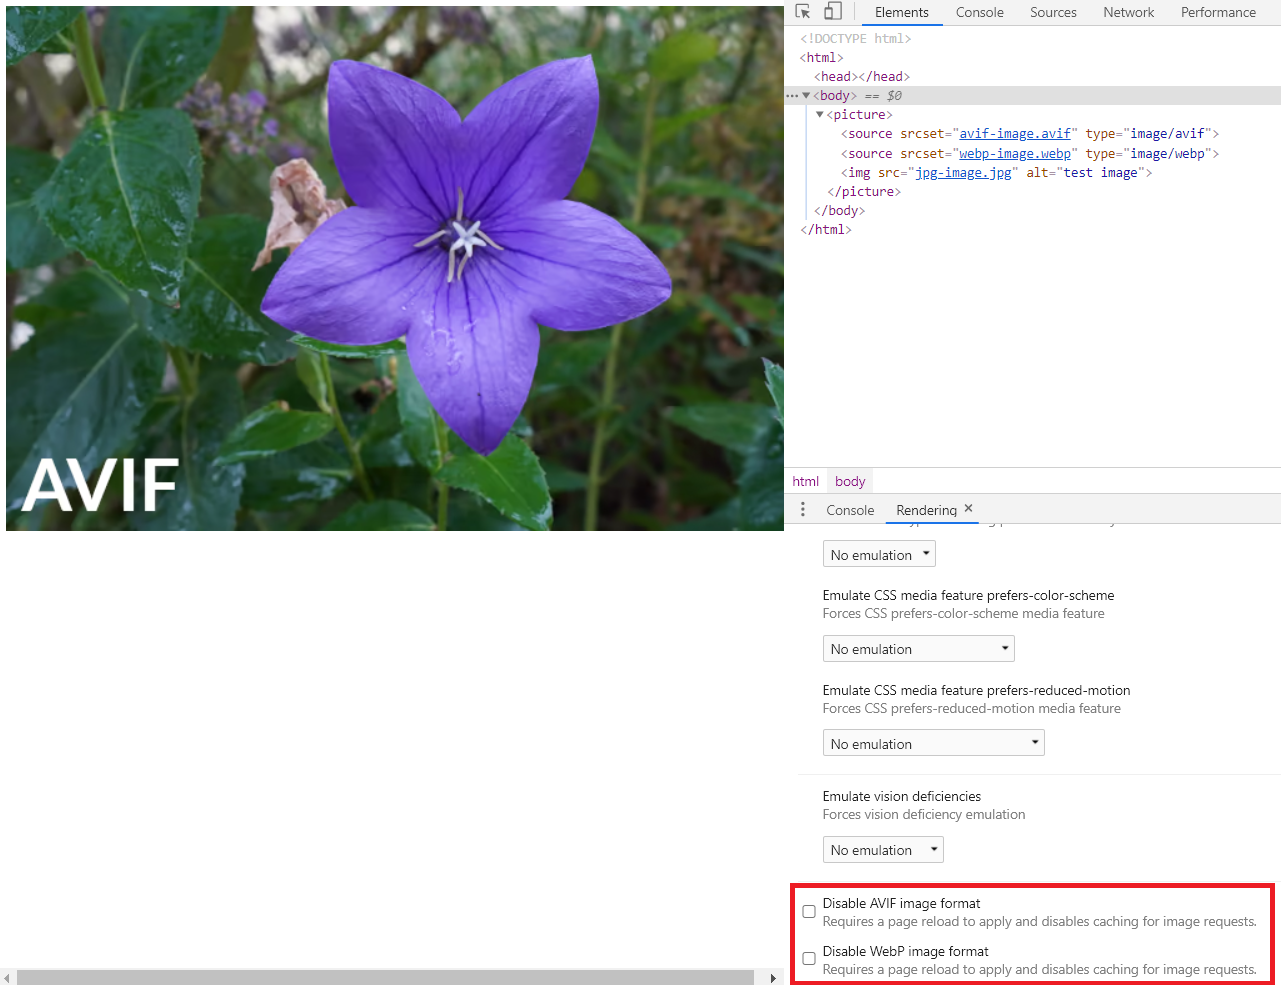 AVIF
Elements Console Sources Network Performance
<!DOCTYPE html>
<html>
<head></head>
<body> == $0
<picture>
<source srcset="avif-image.avif" type="image/avif">
<source srcset="webp-image.webp" type="image/webp">
<img src="jpg-image.jpg" alt="test image">
</picture>
</body>
</html>
html body
Console Rendering ×
No emulation
Emulate CSS media feature prefers-color-scheme
Forces CSS prefers-color-scheme media feature
No emulation
Emulate CSS media feature prefers-reduced-motion
Forces CSS prefers-reduced-motion media feature
No emulation
Emulate vision deficiencies
Forces vision deficiency emulation
No emulation
Disable AVIF image format
Requires a page reload to apply and disables caching for image requests.
Disable WebP image format
Requires a page reload to apply and disables caching for image requests.